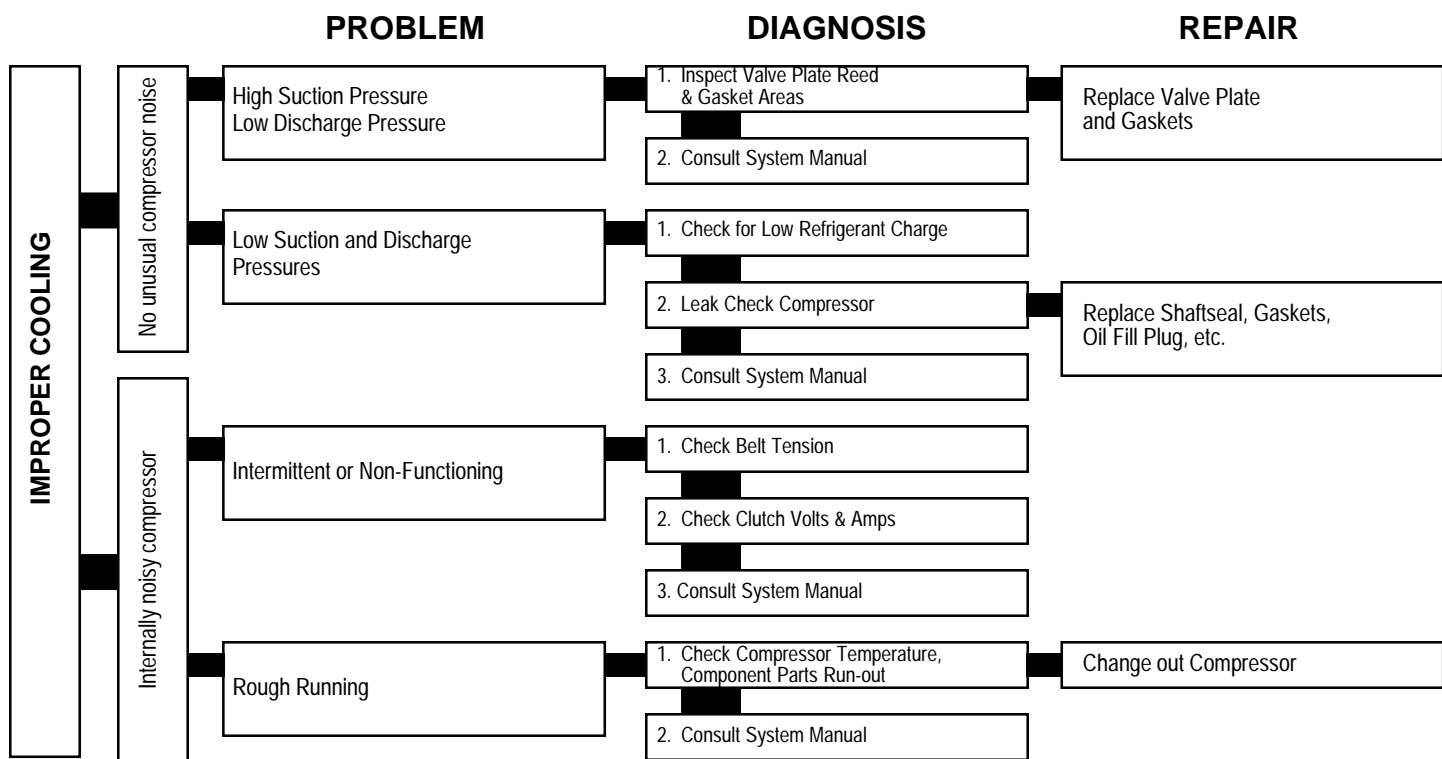 PROBLEM DIAGNOSIS REPAIR
IMPROPER COOLING
No unusual compressor noise
High Suction Pressure
Low Discharge Pressure
1. Inspect Valve Plate Reed
& Gasket Areas
Replace Valve Plate
and Gaskets
2. Consult System Manual
Low Suction and Discharge
Pressures
1. Check for Low Refrigerant Charge
2. Leak Check Compressor
Replace Shaftseal, Gaskets,
Oil Fill Plug, etc.
3. Consult System Manual
Internally noisy compressor
Intermittent or Non-Functioning
1. Check Belt Tension
2. Check Clutch Volts & Amps
3. Consult System Manual
Rough Running
1. Check Compressor Temperature,
Component Parts Run-out
Change out Compressor
2. Consult System Manual